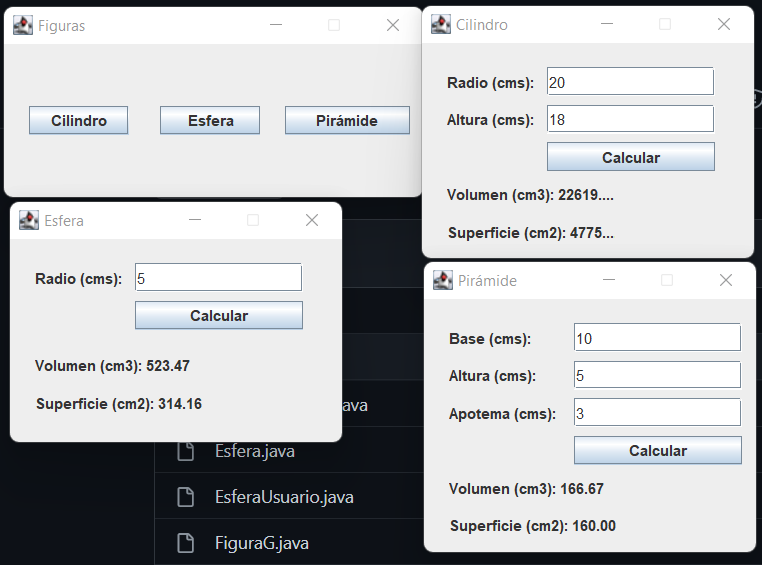 Figuras
Cilindro Esfera Pirámide
Cilindro
Radio (cms): 20
Altura (cms): 18
Calcular
Volumen (cm3): 22619....
Superficie (cm2): 4775...
Esfera
Radio (cms): 5
Calcular
Volumen (cm3): 523.47
Superficie (cm2): 314.16
Pirámide
Base (cms): 10
Altura (cms): 5
Apotema (cms): 3
Calcular
Volumen (cm3): 166.67
Superficie (cm2): 160.00
ava
Esfera.java
EsferaUsuario.java
FiguraG.java